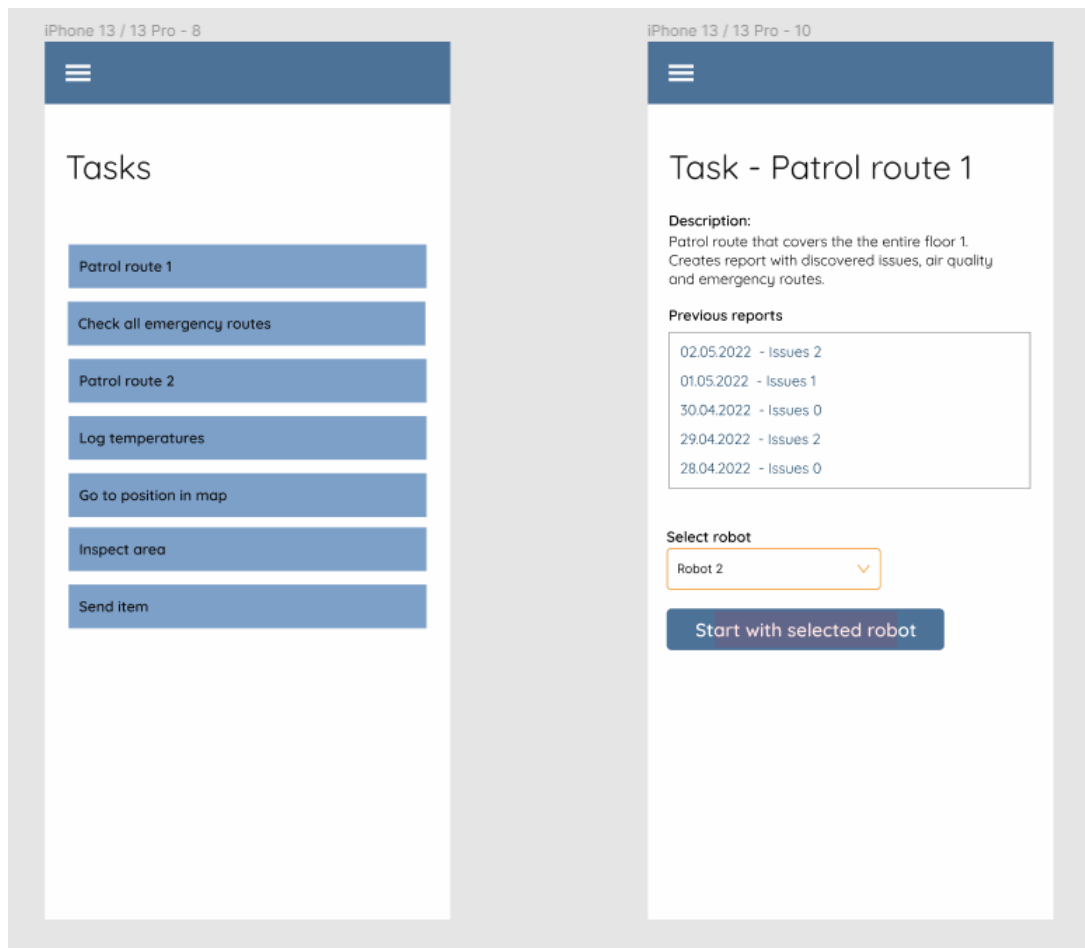 iPhone 13 / 13 Pro - 8
Tasks
Patrol route 1
Check all emergency routes
Patrol route 2
Log temperatures
Go to position in map
Inspect area
Send item
iPhone 13 / 13 Pro - 10
Task - Patrol route 1
Description:
Patrol route that covers the the entire floor 1.
Creates report with discovered issues, air quality
and emergency routes.
Previous reports
02.05.2022 - Issues 2
01.05.2022 - Issues 1
30.04.2022 - Issues 0
29.04.2022 - Issues 2
28.04.2022 - Issues 0
Select robot
Robot 2
Start with selected robot